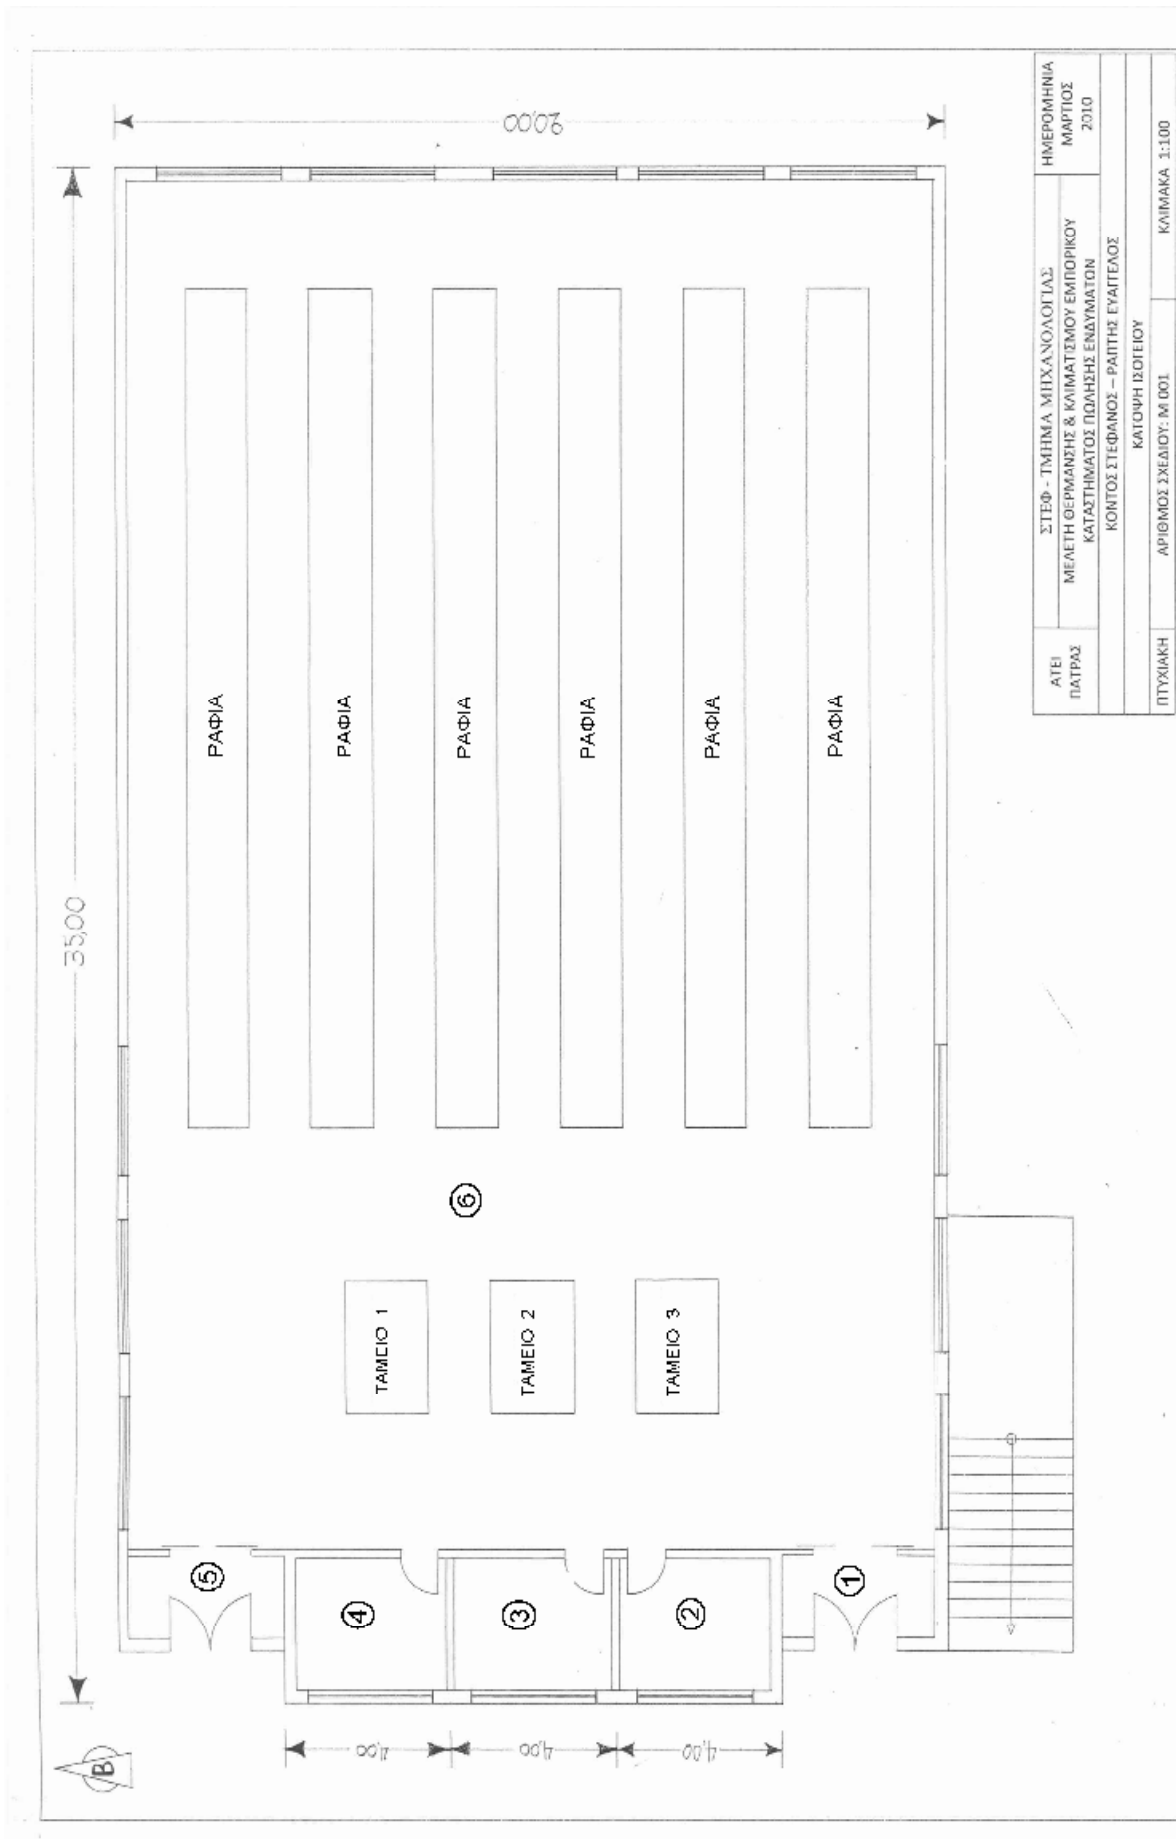 35,00
20,00
ΡΑΦΙΑ
ΡΑΦΙΑ
ΡΑΦΙΑ
ΡΑΦΙΑ
ΡΑΦΙΑ
ΡΑΦΙΑ
6
ΤΑΜΕΙΟ 1
ΤΑΜΕΙΟ 2
ΤΑΜΕΙΟ 3
5
4
3
2
1
4,00
4,00
4,00
Β
ΑΤΕΙ
ΠΑΤΡΑΣ
ΣΤΕΦ - ΤΜΗΜΑ ΜΗΧΑΝΟΛΟΓΙΑΣ
ΜΕΛΕΤΗ ΘΕΡΜΑΝΣΗΣ & ΚΛΙΜΑΤΙΣΜΟΥ ΕΜΠΟΡΙΚΟΥ
ΚΑΤΑΣΤΗΜΑΤΟΣ ΠΩΛΗΣΗΣ ΕΝΔΥΜΑΤΩΝ
ΗΜΕΡΟΜΗΝΙΑ
ΜΑΡΤΙΟΣ
2010
ΚΟΝΤΟΣ ΣΤΕΦΑΝΟΣ – ΡΑΠΤΗΣ ΕΥΑΓΓΕΛΟΣ
ΚΑΤΟΨΗ ΙΣΟΓΕΙΟΥ
ΠΤΥΧΙΑΚΗ
ΑΡΙΘΜΟΣ ΣΧΕΔΙΟΥ: Μ 001
ΚΛΙΜΑΚΑ 1:100